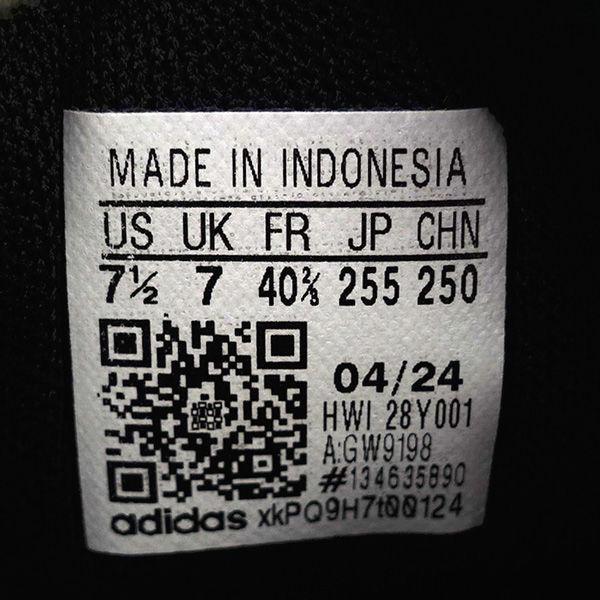 MADE IN INDONESIA
US UK FR JP CHN
7½ 7 40⅔ 255 250
04/24
HWI 28Y001
A:GW9198
#134635890
adidas xkPQ9H7t00124